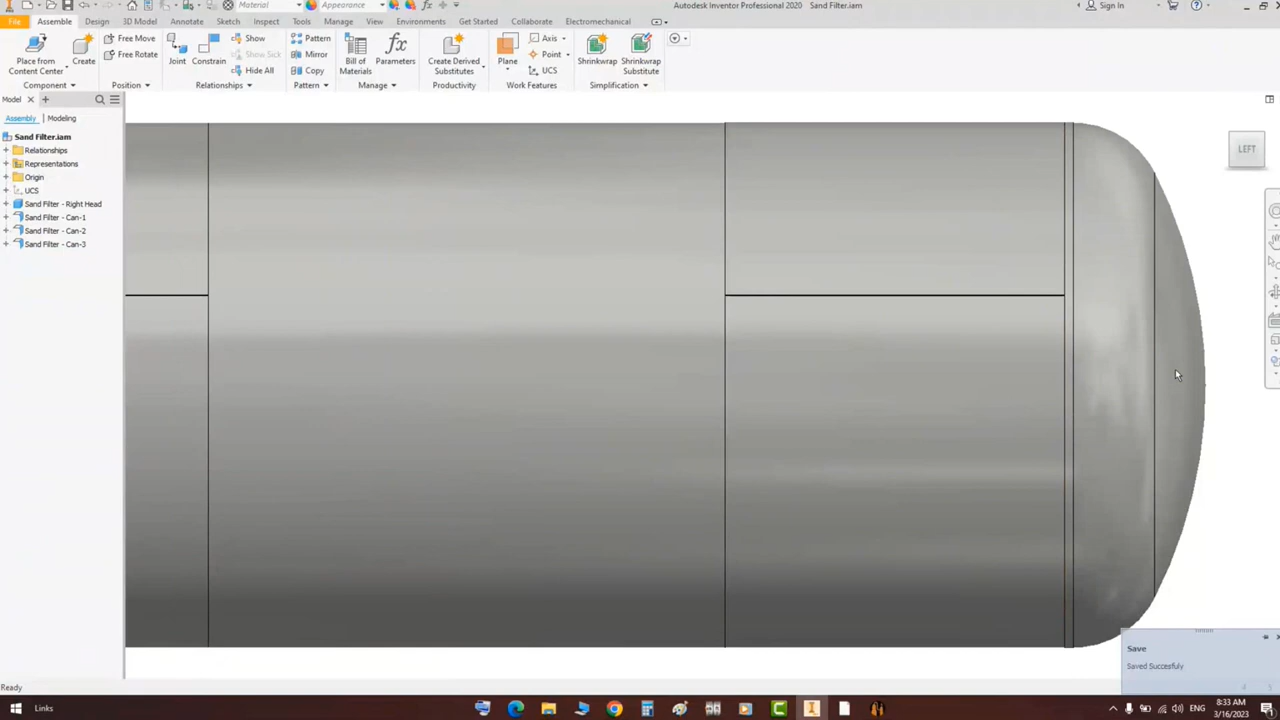 Material
Appearance
Autodesk Inventor Professional 2020 Sand Filter.iam
Sign In
File Assemble Design 3D Model Annotate Sketch Inspect Tools Manage View Environments Get Started Collaborate Electromechanical
Place from
Content Center
Create
Free Move
Free Rotate
Joint
Constrain
Show
Show Sick
Hide All
Pattern
Mirror
Copy
Bill of
Materials
Parameters
Create Derived
Substitutes
Plane
Axis
Point
UCS
Shrinkwrap
Shrinkwrap
Substitute
Component Position Relationships Pattern Manage Productivity Work Features Simplification
Model
Assembly Modeling
Sand Filter.iam
Relationships
Representations
Origin
UCS
Sand Filter - Right Head
Sand Filter - Can-1
Sand Filter - Can-2
Sand Filter - Can-3
LEFT
Save
Saved Succesfuly
Ready
Links
ENG
8:33 AM
3/16/2023